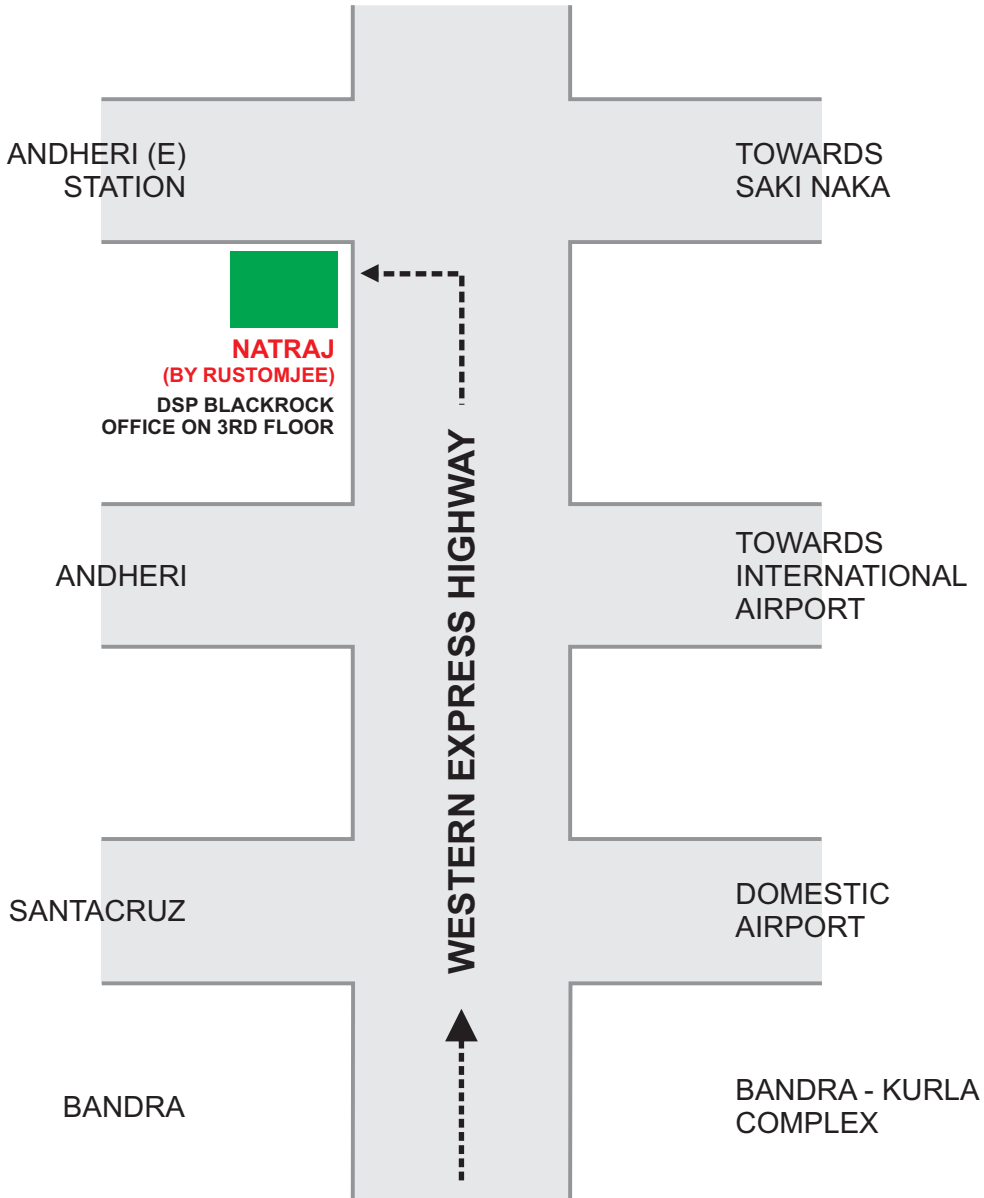 ANDHERI (E)
STATION
TOWARDS
SAKI NAKA
NATRAJ
(BY RUSTOMJEE)
DSP BLACKROCK
OFFICE ON 3RD FLOOR
WESTERN EXPRESS HIGHWAY
ANDHERI
TOWARDS
INTERNATIONAL
AIRPORT
SANTACRUZ
DOMESTIC
AIRPORT
BANDRA
BANDRA - KURLA
COMPLEX